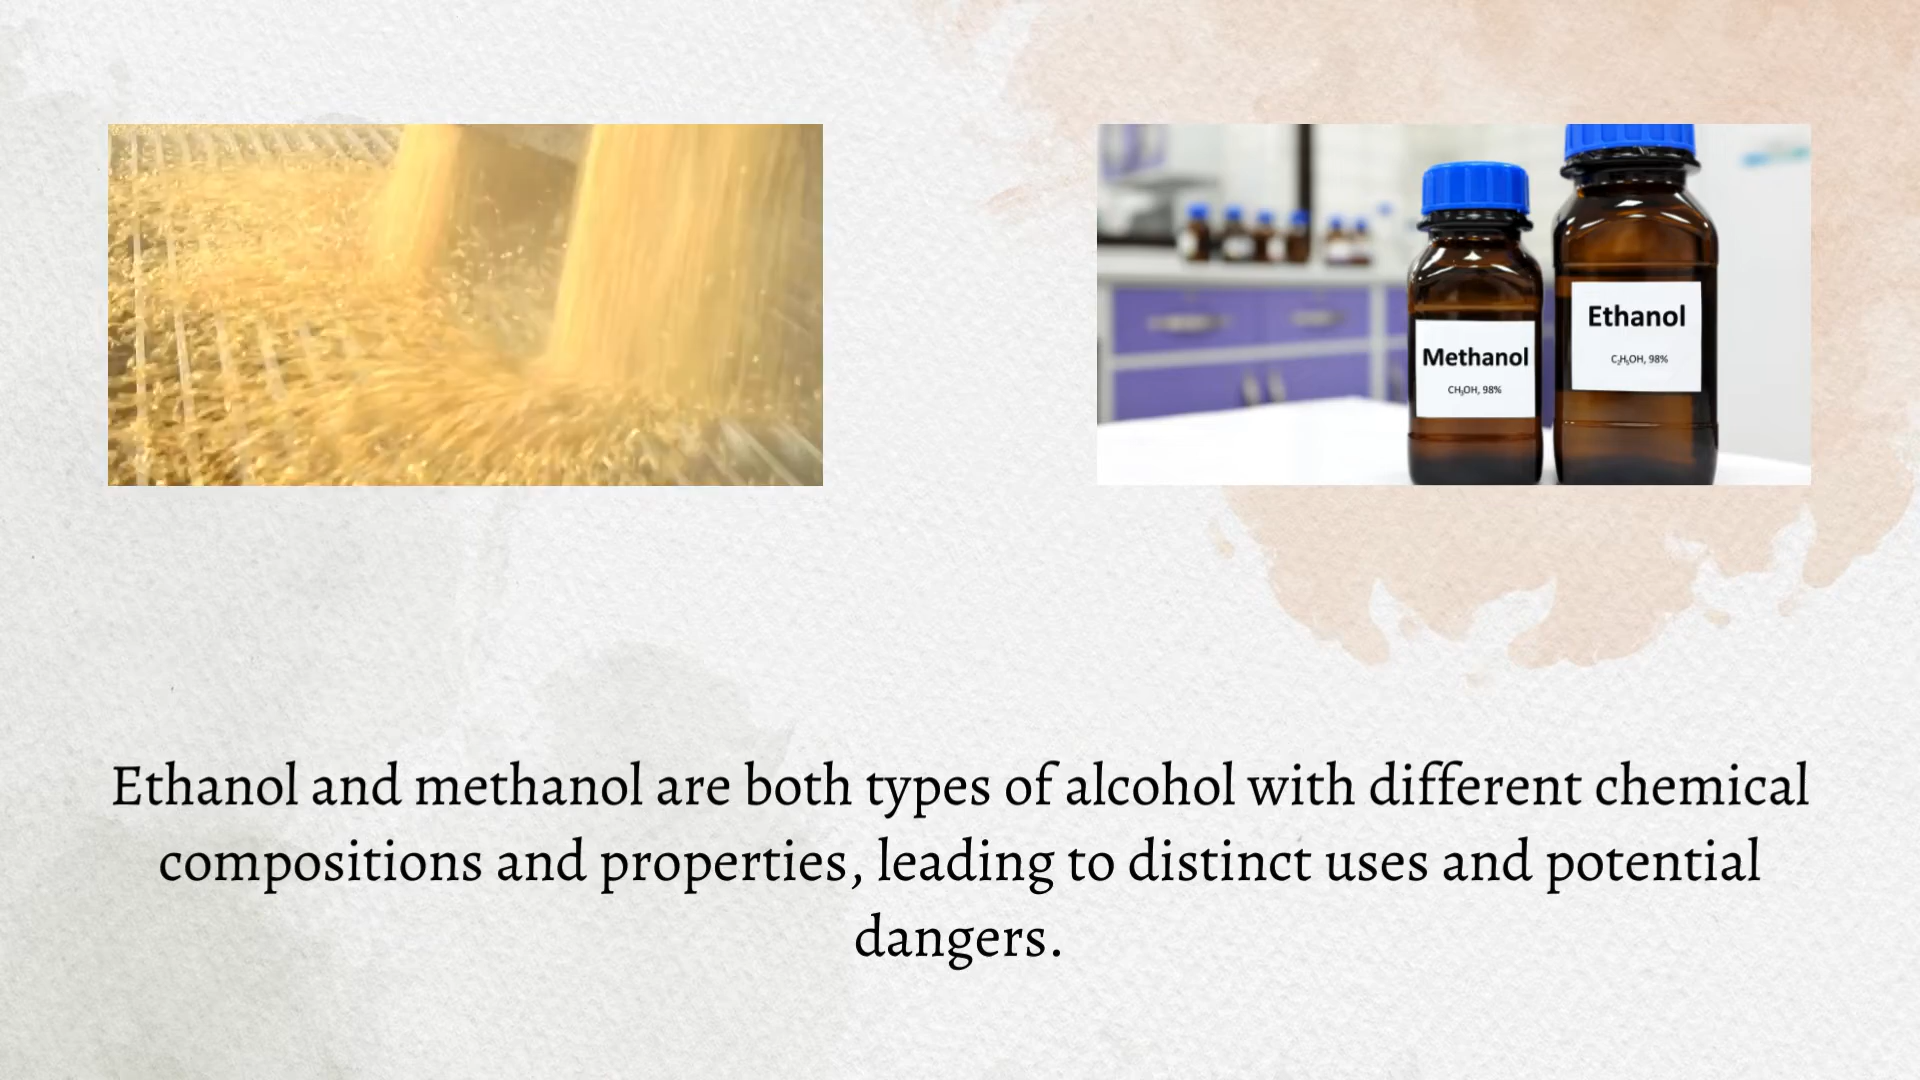 Methanol
CH₃OH, 98%
Ethanol
C₂H₅OH, 98%
Ethanol and methanol are both types of alcohol with different chemical
compositions and properties, leading to distinct uses and potential
dangers.